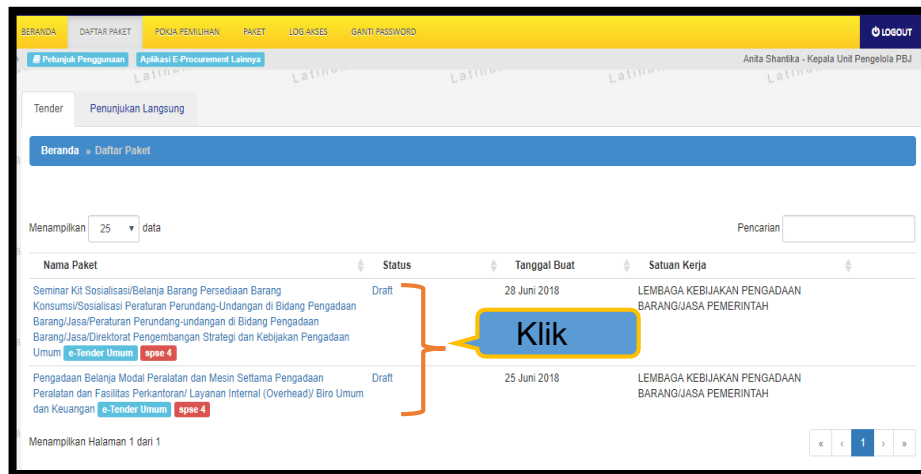 BERANDA DAFTAR PAKET POKJA PEMILIHAN PAKET LOG AKSES GANTI PASSWORD LOGOUT
Petunjuk Penggunaan Aplikasi E-Procurement Lainnya Anita Shantika - Kepala Unit Pengelola PBJ
Tender Penunjukan Langsung
Beranda » Daftar Paket
Menampilkan 25 data Pencarian
Nama Paket Status Tanggal Buat Satuan Kerja
Seminar Kit Sosialisasi/Belanja Barang Persediaan Barang Draft 28 Juni 2018 LEMBAGA KEBIJAKAN PENGADAAN
Konsumsi/Sosialisasi Peraturan Perundang-Undangan di Bidang Pengadaan BARANG/JASA PEMERINTAH
Barang/Jasa/Peraturan Perundang-undangan di Bidang Pengadaan
Barang/Jasa/Direktorat Pengembangan Strategi dan Kebijakan Pengadaan
Umum e-Tender Umum spse 4
Klik
Pengadaan Belanja Modal Peralatan dan Mesin Settama Pengadaan Draft 25 Juni 2018 LEMBAGA KEBIJAKAN PENGADAAN
Peralatan dan Fasilitas Perkantoran/ Layanan Internal (Overhead)/ Biro Umum BARANG/JASA PEMERINTAH
dan Keuangan e-Tender Umum spse 4
Menampilkan Halaman 1 dari 1 « ‹ 1 › »